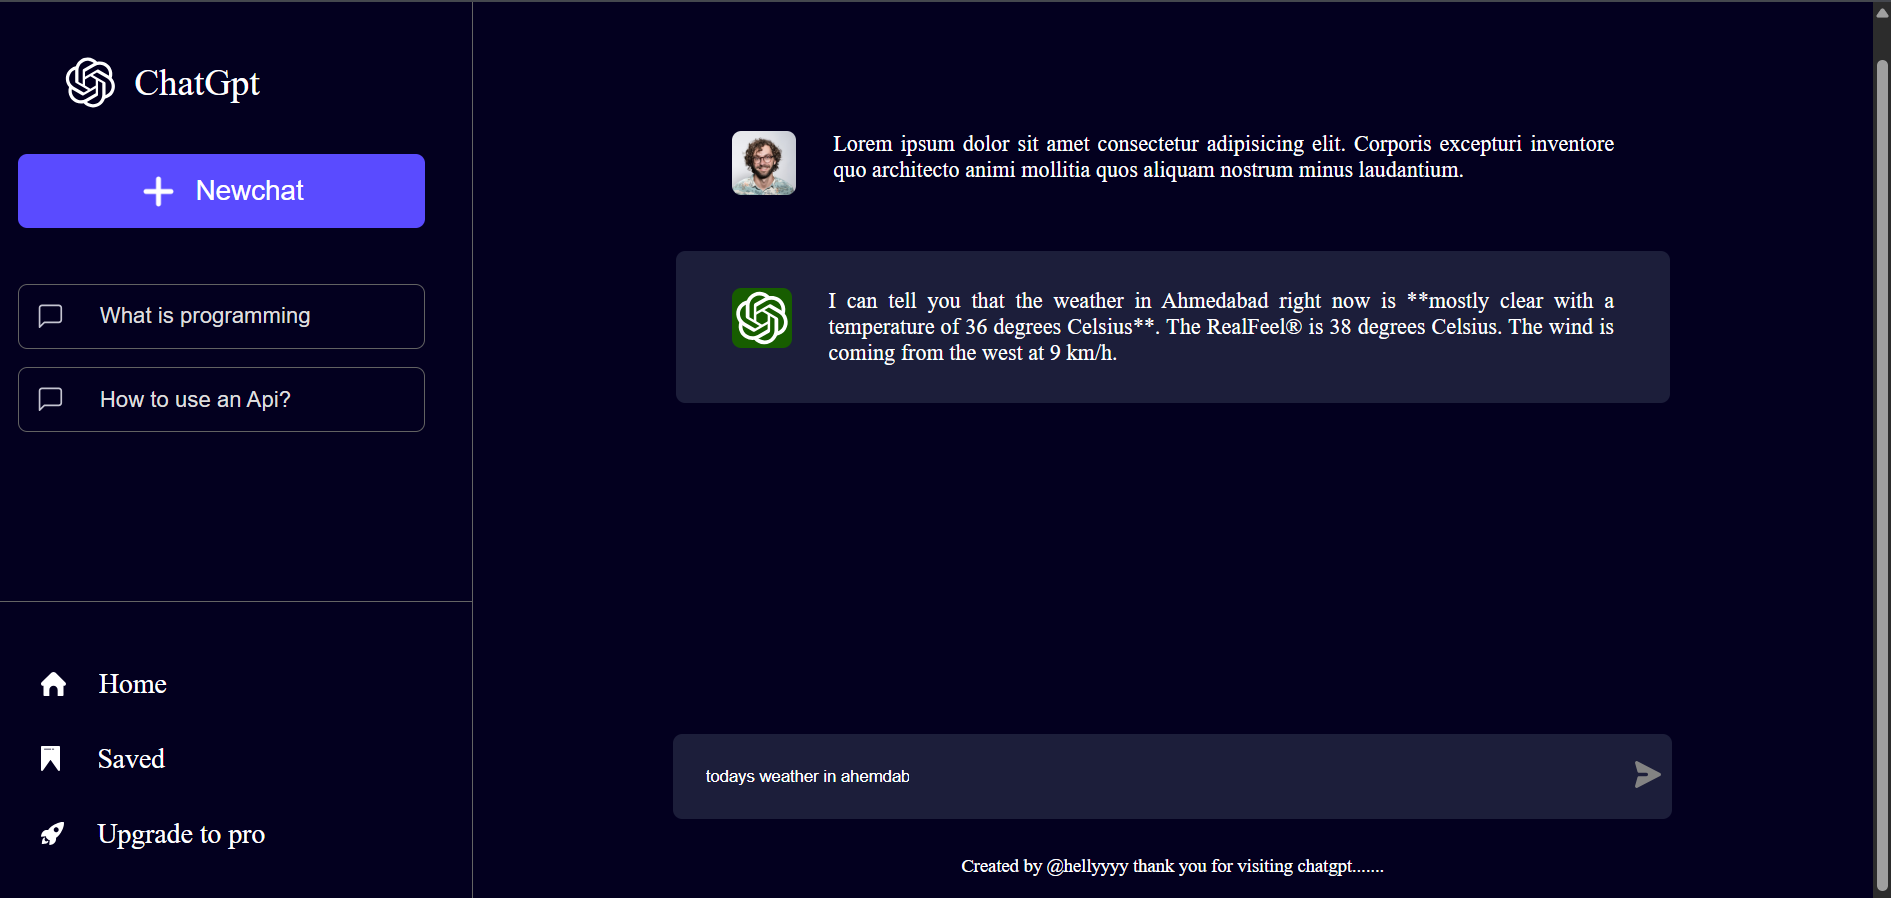 ChatGpt
Newchat
What is programming
How to use an Api?
Home
Saved
Upgrade to pro
Lorem ipsum dolor sit amet consectetur adipisicing elit. Corporis excepturi inventore
quo architecto animi mollitia quos aliquam nostrum minus laudantium.
I can tell you that the weather in Ahmedabad right now is **mostly clear with a
temperature of 36 degrees Celsius**. The RealFeel® is 38 degrees Celsius. The wind is
coming from the west at 9 km/h.
todays weather in ahemdab
Created by @hellyyyy thank you for visiting chatgpt.......